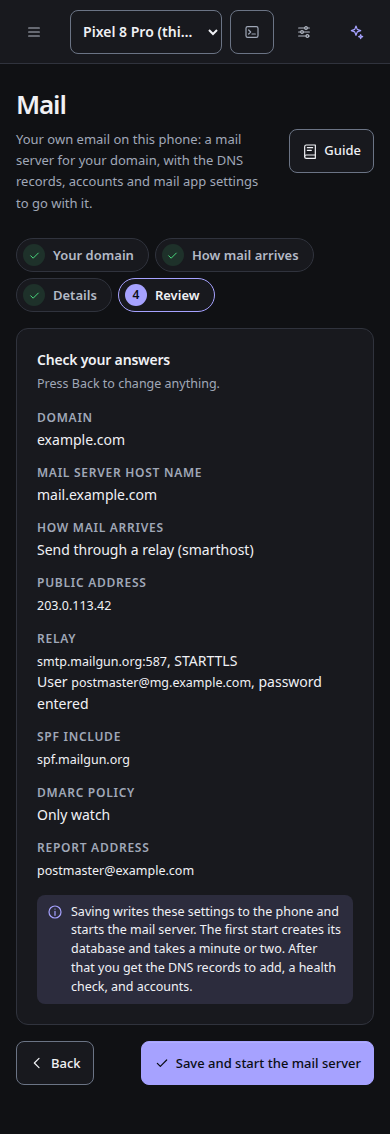 Pixel 8 Pro (thi...
Mail
Your own email on this phone: a mail
server for your domain, with the DNS
records, accounts and mail app settings
to go with it.
Guide
Your domain
How mail arrives
Details
4 Review
Check your answers
Press Back to change anything.
DOMAIN
example.com
MAIL SERVER HOST NAME
mail.example.com
HOW MAIL ARRIVES
Send through a relay (smarthost)
PUBLIC ADDRESS
203.0.113.42
RELAY
smtp.mailgun.org:587, STARTTLS
User postmaster@mg.example.com, password
entered
SPF INCLUDE
spf.mailgun.org
DMARC POLICY
Only watch
REPORT ADDRESS
postmaster@example.com
Saving writes these settings to the phone and
starts the mail server. The first start creates its
database and takes a minute or two. After
that you get the DNS records to add, a health
check, and accounts.
Back
Save and start the mail server